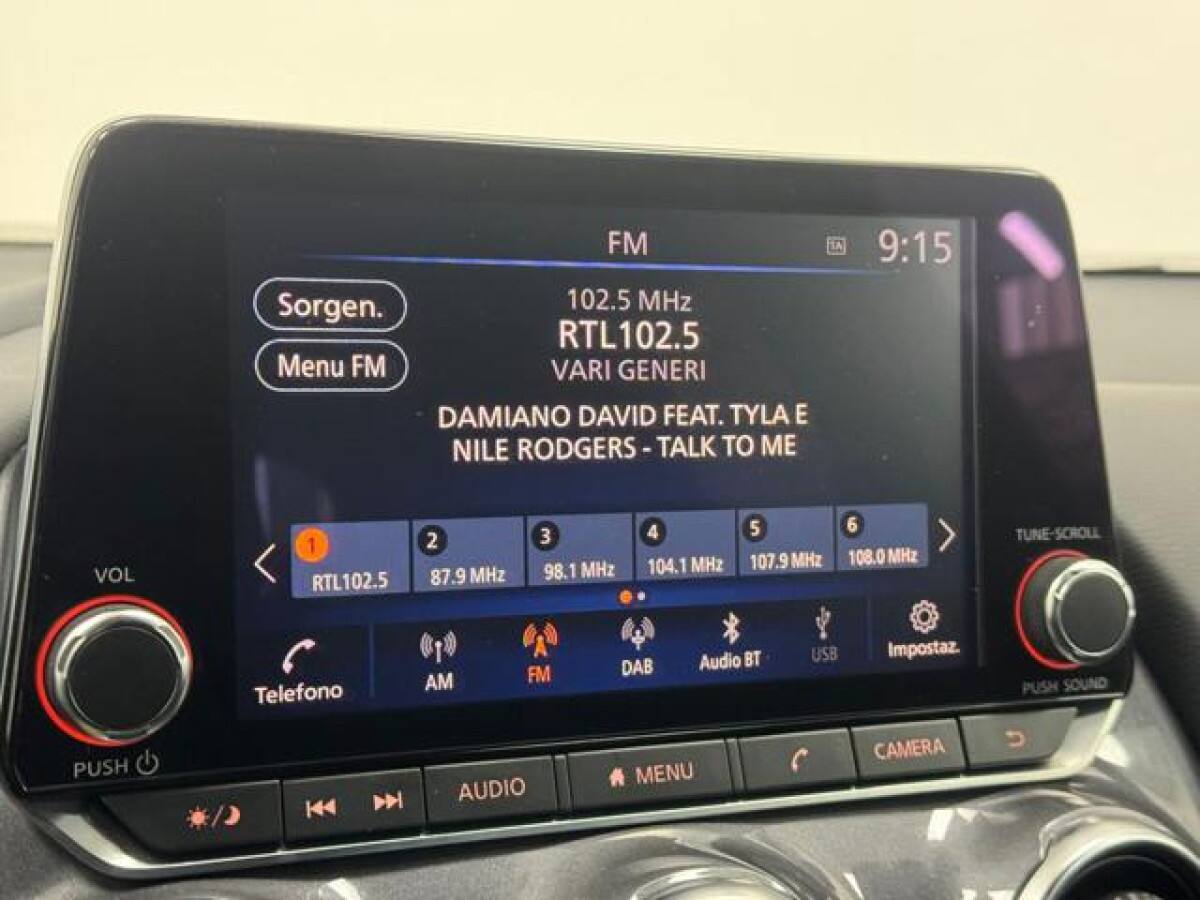 FM
TA
9:15
Sorgen.
Menu FM
102.5 MHz
RTL102.5
VARI GENERI
DAMIANO DAVID FEAT. TYLA E
NILE RODGERS - TALK TO ME
1
RTL102.5
2
87.9 MHz
3
98.1 MHz
4
104.1 MHz
5
107.9 MHz
6
108.0 MHz
Telefono
AM
FM
DAB
Audio BT
USB
Impostaz.
VOL
PUSH
TUNE-SCROLL
PUSH SOUND
AUDIO
MENU
CAMERA